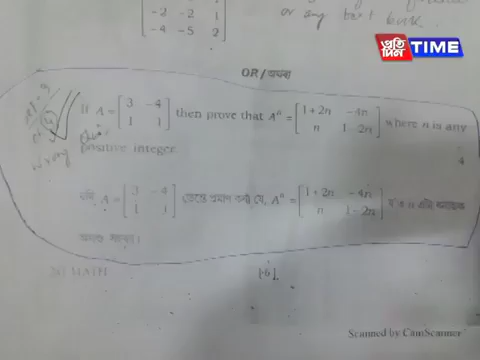 -2 -2 1
-4 -5 2
or any text book.
প্রতিদিন TIME
OR / অথবা
If A = [3 -4; 1 1] then prove that Aⁿ = [1+2n -4n; n 1-2n] where n is any
positive integer.
4
যদি A = [3 -4; 1 1] তেন্তে প্ৰমাণ কৰা যে, Aⁿ = [1+2n -4n; n 1-2n] য'ত n এটা ধনাত্মক
অখণ্ড সংখ্যা।
MATH
[6]
Scanned by CamScanner